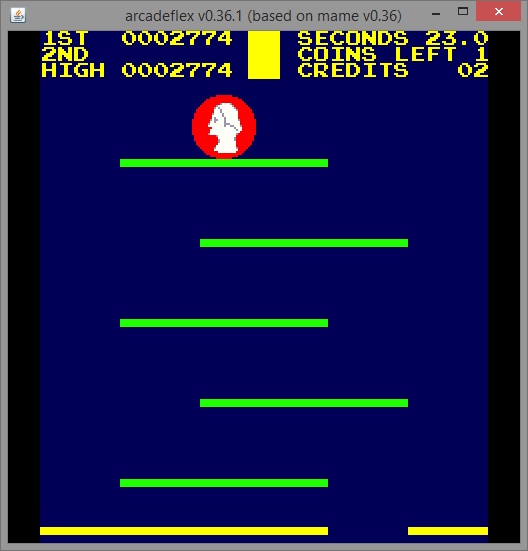 arcadeflex v0.36.1 (based on mame v0.36)
1ST 0002774 SECONDS 23.0
2ND COINS LEFT 1
HIGH 0002774 CREDITS 02